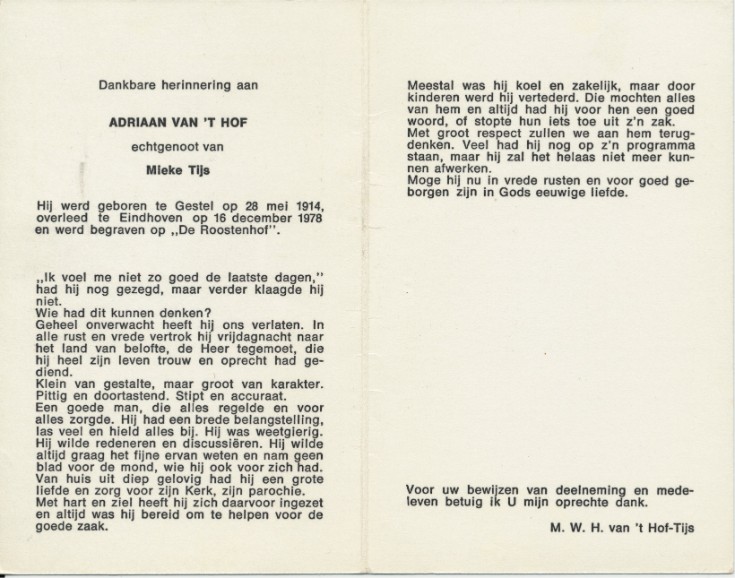 Dankbare herinnering aan
ADRIAAN VAN 'T HOF
echtgenoot van
Mieke Tijs
Hij werd geboren te Gestel op 28 mei 1914,
overleed te Eindhoven op 16 december 1978
en werd begraven op „De Roostenhof".
„Ik voel me niet zo goed de laatste dagen,"
had hij nog gezegd, maar verder klaagde hij
niet.
Wie had dit kunnen denken?
Geheel onverwacht heeft hij ons verlaten. In
alle rust en vrede vertrok hij vrijdagnacht naar
het land van belofte, de Heer tegemoet, die
hij heel zijn leven trouw en oprecht had ge-
diend.
Klein van gestalte, maar groot van karakter.
Pittig en doortastend. Stipt en accuraat.
Een goede man, die alles regelde en voor
alles zorgde. Hij had een brede belangstelling,
las veel en hield alles bij. Hij was weetgierig.
Hij wilde redeneren en discussiëren. Hij wilde
altijd graag het fijne ervan weten en nam geen
blad voor de mond, wie hij ook voor zich had.
Van huis uit diep gelovig had hij een grote
liefde en zorg voor zijn Kerk, zijn parochie.
Met hart en ziel heeft hij zich daarvoor ingezet
en altijd was hij bereid om te helpen voor de
goede zaak.
Meestal was hij koel en zakelijk, maar door
kinderen werd hij vertederd. Die mochten alles
van hem en altijd had hij voor hen een goed
woord, of stopte hun iets toe uit z'n zak.
Met groot respect zullen we aan hem terug-
denken. Veel had hij nog op z'n programma
staan, maar hij zal het helaas niet meer kun-
nen afwerken.
Moge hij nu in vrede rusten en voor goed ge-
borgen zijn in Gods eeuwige liefde.
Voor uw bewijzen van deelneming en mede-
leven betuig ik U mijn oprechte dank.
M. W. H. van 't Hof-Tijs